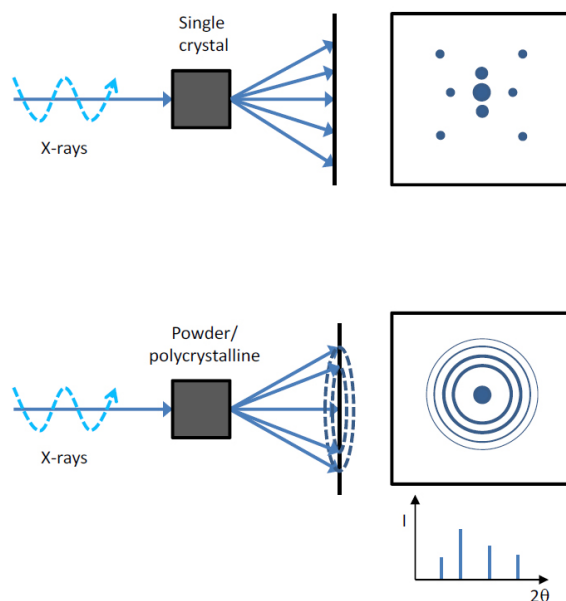 Single
crystal
X-rays
Powder/
polycrystalline
X-rays
I
2θ